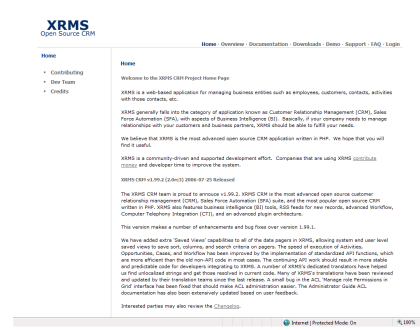 XRMS
Open Source CRM
Home · Overview · Documentation · Downloads · Demo · Support · FAQ · Login
Home
Contributing
Dev Team
Credits
Home
Welcome to the XRMS CRM Project Home Page
XRMS is a web-based application for managing business entities such as employees, customers, contacts, activities
with those contacts, etc.
XRMS generally falls into the category of application known as Customer Relationship Management (CRM), Sales
Force Automation (SFA), with aspects of Business Intelligence (BI). Basically, if your company needs to manage
relationships with your customers and business partners, XRMS should be able to fulfill your needs.
We believe that XRMS is the most advanced open source CRM application written in PHP. We hope that you will
find it useful.
XRMS is a community-driven and supported development effort. Companies that are using XRMS contribute
money and developer time to improve the system.
XRMS CRM v1.99.2 (2.0rc2) 2006-07-25 Released
The XRMS CRM team is proud to announce v1.99.2. XRMS CRM is the most advanced open source customer
relationship management (CRM), Sales Force Automation (SFA) suite, and the most popular open source CRM
written in PHP. XRMS also features business intelligence (BI) tools, RSS feeds for new records, advanced Workflow,
Computer Telephony Integration (CTI), and an advanced plugin architecture.
This version makes a number of enhancements and bug fixes over version 1.99.1.
We have added extra 'Saved Views' capabilities to all of the data pagers in XRMS, allowing system and user level
saved views to save sort, columns, and search criteria on pagers. The speed of execution of Activities,
Opportunities, Cases, and Workflow has been improved by the implementation of standardized API functions, which
are more efficient than the old non-API code in most cases. The continuing API work should result in more stable
and predictable code for developers integrating to XRMS. A number of XRMS's dedicated translators have helped
us find unlocalized strings and get those resolved in current code. Many of XRMS's translations have been reviewed
and updated by their translation teams since the last release. A small bug in the ACL 'Manage role Permissions in
Grid' interface has been fixed that should make ACL administration easier. The Administrator Guide ACL
documentation has also been extensively updated based on user feedback.
Interested parties may also review the Changelog.
Internet | Protected Mode: On 100%